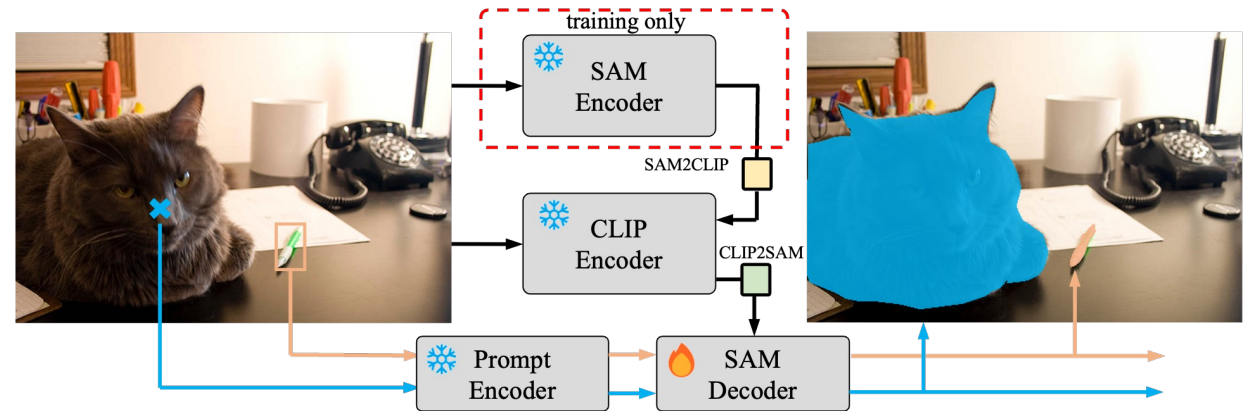 training only
SAM
Encoder
SAM2CLIP
CLIP
Encoder
CLIP2SAM
Prompt
Encoder
SAM
Decoder